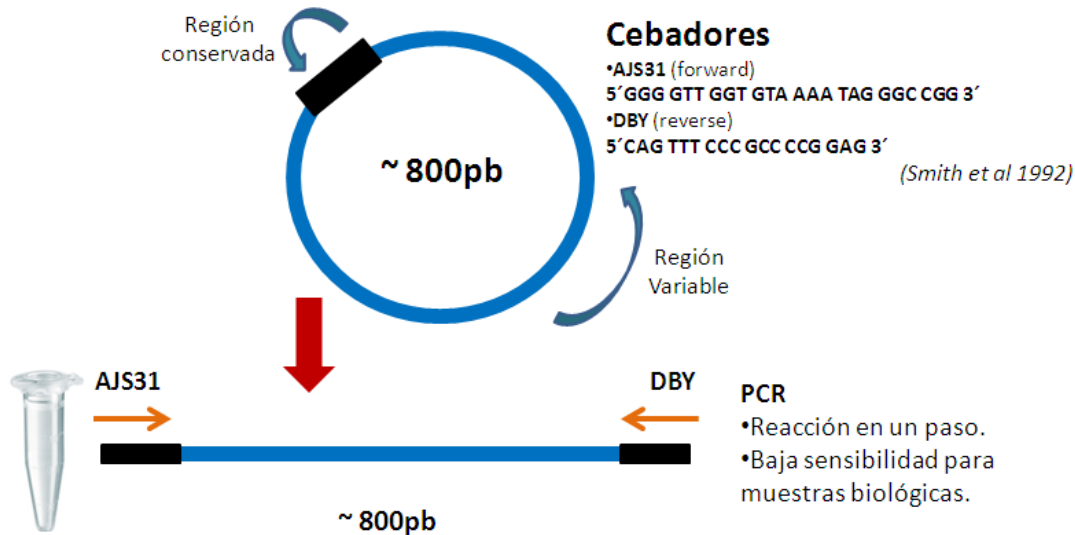 Región
conservada
~ 800pb
Cebadores
•AJS31 (forward)
5´GGG GTT GGT GTA AAA TAG GGC CGG 3´
•DBY (reverse)
5´CAG TTT CCC GCC CCG GAG 3´
(Smith et al 1992)
Región
Variable
AJS31
DBY
~ 800pb
PCR
•Reacción en un paso.
•Baja sensibilidad para
muestras biológicas.